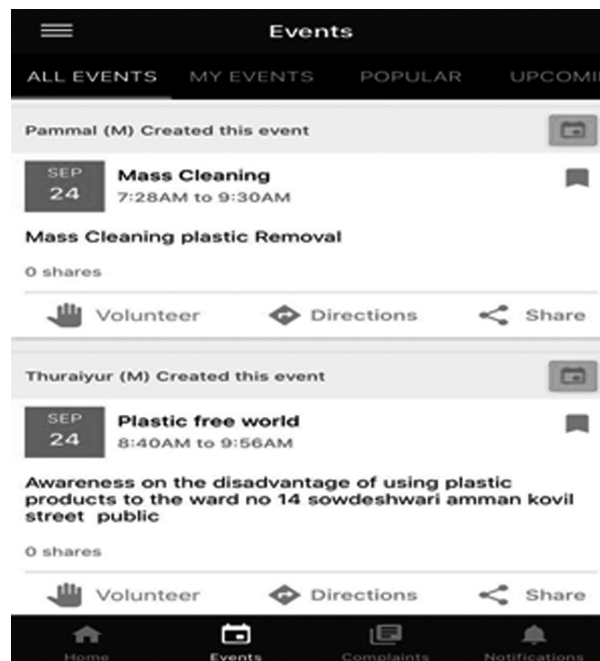 Events
ALL EVENTS MY EVENTS POPULAR UPCOMI
Pammal (M) Created this event
SEP
24
Mass Cleaning
7:28AM to 9:30AM
Mass Cleaning plastic Removal
0 shares
Volunteer Directions Share
Thuraiyur (M) Created this event
SEP
24
Plastic free world
8:40AM to 9:56AM
Awareness on the disadvantage of using plastic
products to the ward no 14 sowdeshwari amman kovil
street public
0 shares
Volunteer Directions Share
Home Events Complaints Notifications